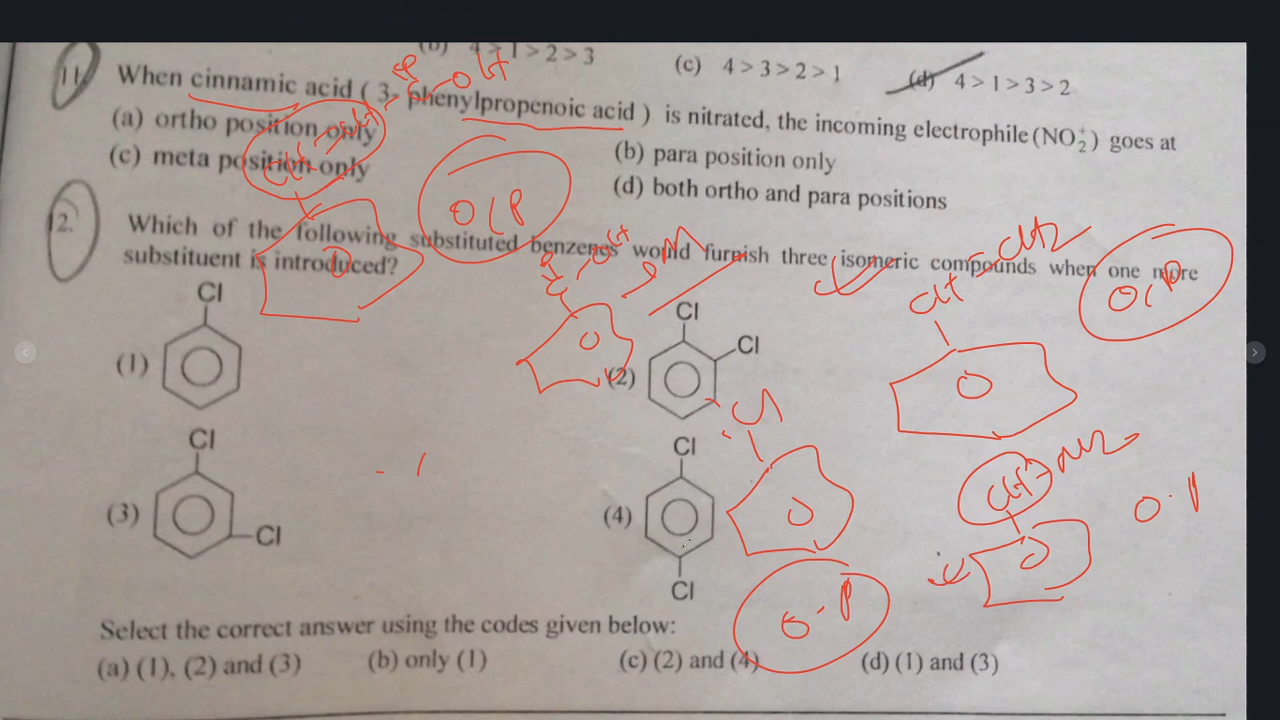 (b) 4 > 1 > 2 > 3
(c) 4 > 3 > 2 > 1
(d) 4 > 1 > 3 > 2
11. When cinnamic acid ( 3- phenylpropenoic acid ) is nitrated, the incoming electrophile (NO₂⁺) goes at
(a) ortho position only
(b) para position only
(c) meta position only
(d) both ortho and para positions
12. Which of the following substituted benzenes would furnish three isomeric compounds when one more
substituent is introduced?
Cl
(1)
Cl
Cl
(2)
Cl
Cl
(3)
Cl
Cl
(4)
Select the correct answer using the codes given below:
(a) (1), (2) and (3)
(b) only (1)
(c) (2) and (4)
(d) (1) and (3)
O/P
O/P
O-P
O-P